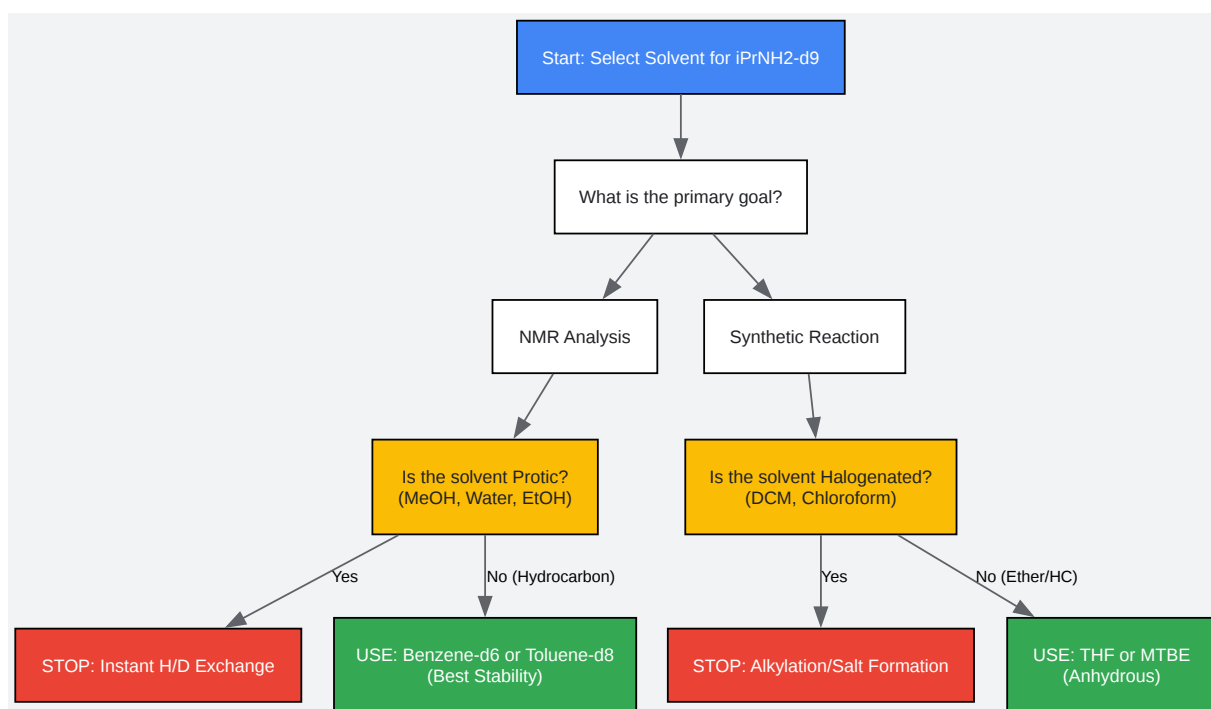 Start: Select Solvent for iPrNH2-d9
What is the primary goal?
NMR Analysis
Synthetic Reaction
Is the solvent Protic?
(MeOH, Water, EtOH)
Is the solvent Halogenated?
(DCM, Chloroform)
Yes
No (Hydrocarbon)
Yes
No (Ether/HC)
STOP: Instant H/D Exchange
USE: Benzene-d6 or Toluene-d8
(Best Stability)
STOP: Alkylation/Salt Formation
USE: THF or MTBE
(Anhydrous)